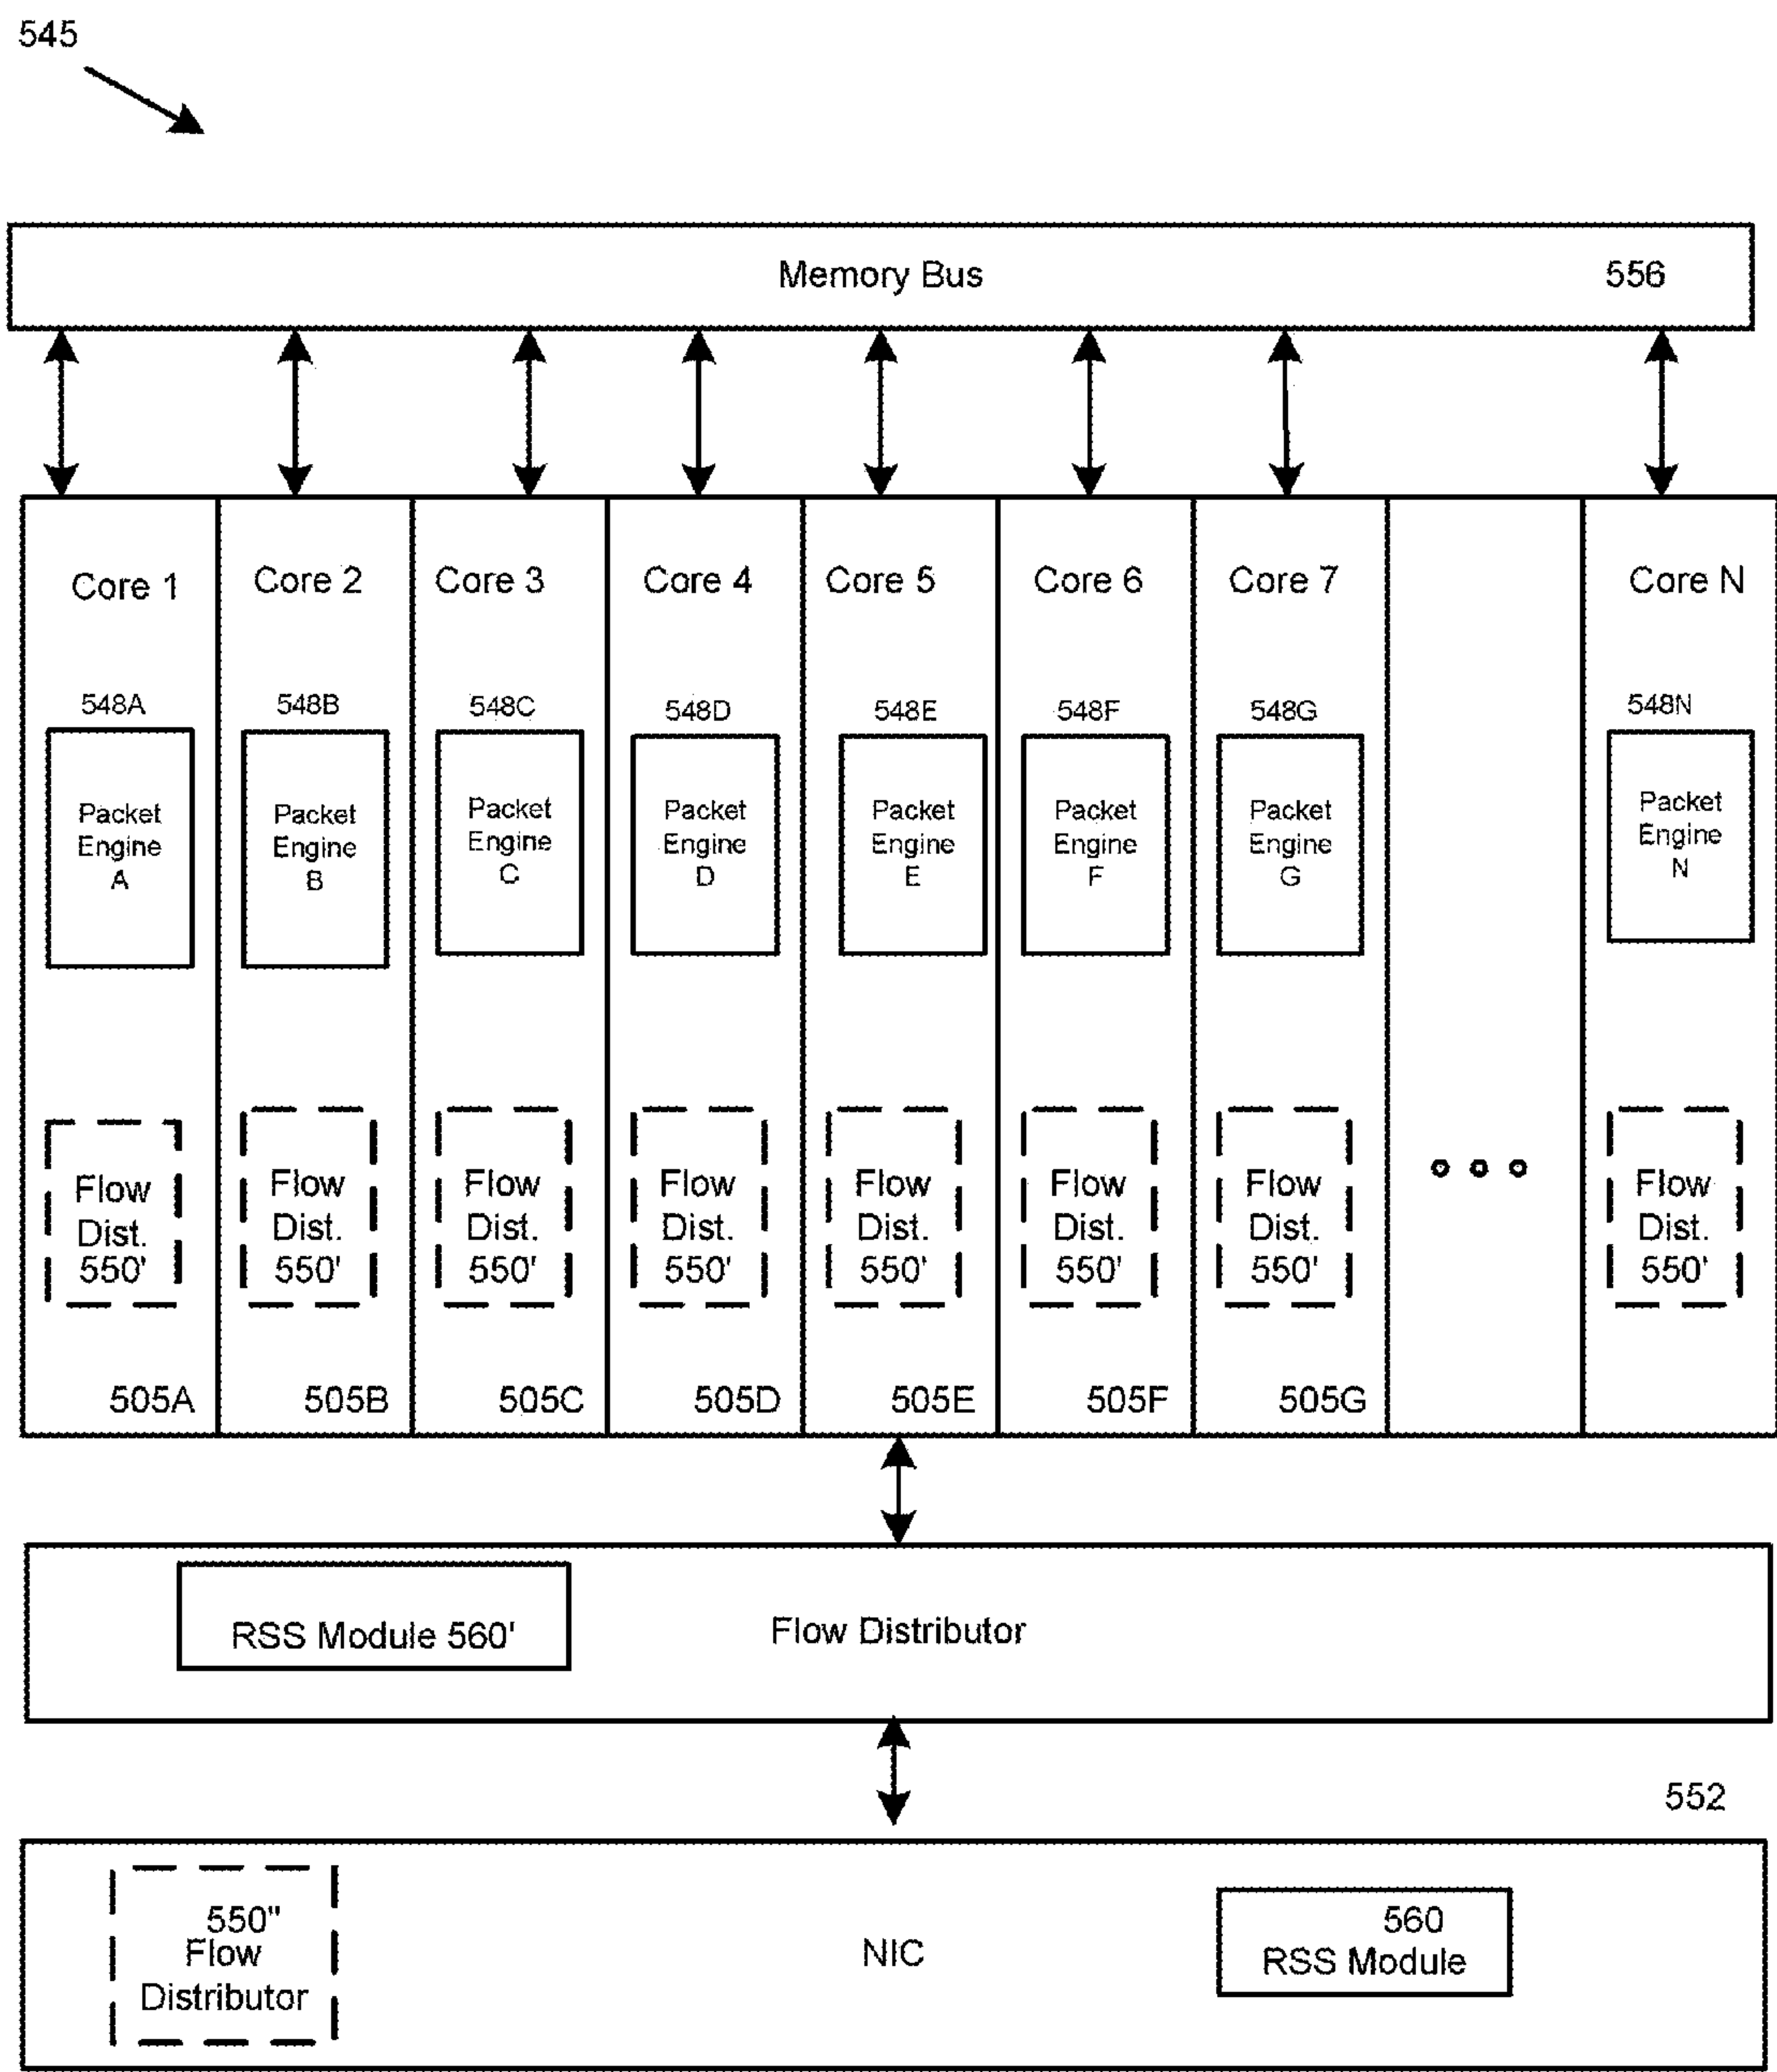 545
Memory Bus 556
Core 1 Core 2 Core 3 Core 4 Core 5 Core 6 Core 7 Core N
548A 548B 548C 548D 548E 548F 548G 548N
Packet Packet Packet Packet Packet Packet Packet Packet
Engine Engine Engine Engine Engine Engine Engine Engine
A B C D E F G N
Flow Flow Flow Flow Flow Flow Flow Flow
Dist. Dist. Dist. Dist. Dist. Dist. Dist. Dist.
550' 550' 550' 550' 550' 550' 550' 550'
505A 505B 505C 505D 505E 505F 505G
RSS Module 560' Flow Distributor
552
550"
Flow
Distributor
NIC
560
RSS Module